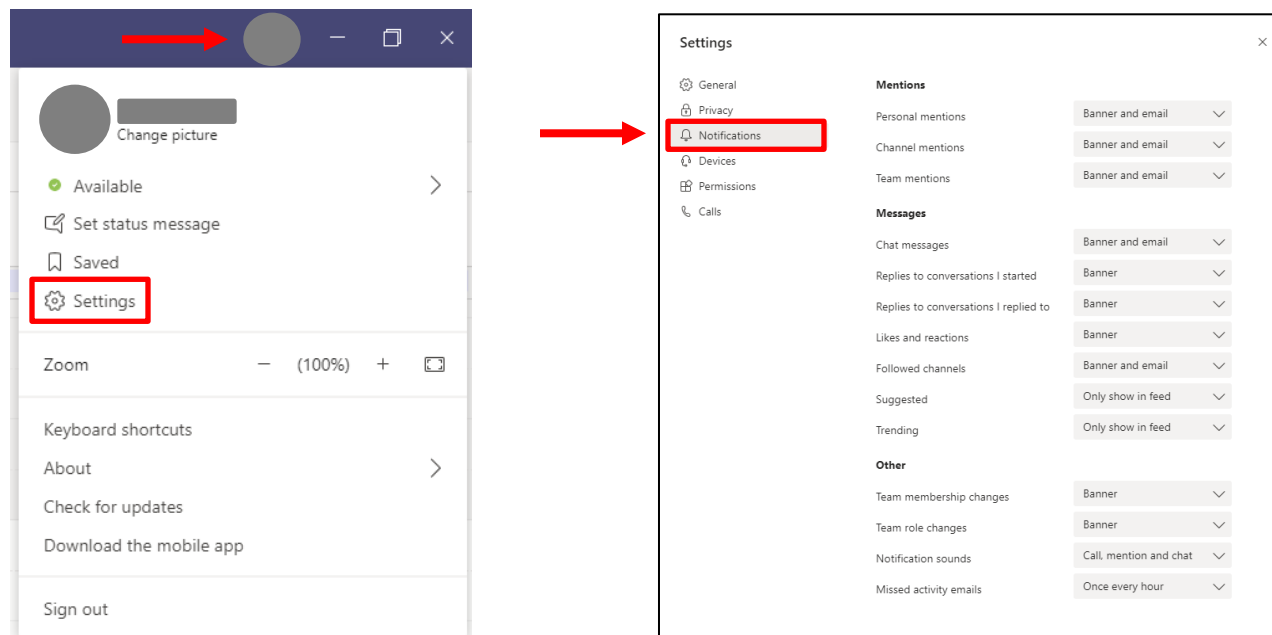 Change picture
Available
Set status message
Saved
Settings
Zoom (100%)
Keyboard shortcuts
About
Check for updates
Download the mobile app
Sign out
Settings
General
Privacy
Notifications
Devices
Permissions
Calls
Mentions
Personal mentions Banner and email
Channel mentions Banner and email
Team mentions Banner and email
Messages
Chat messages Banner and email
Replies to conversations I started Banner
Replies to conversations I replied to Banner
Likes and reactions Banner
Followed channels Banner and email
Suggested Only show in feed
Trending Only show in feed
Other
Team membership changes Banner
Team role changes Banner
Notification sounds Call, mention and chat
Missed activity emails Once every hour